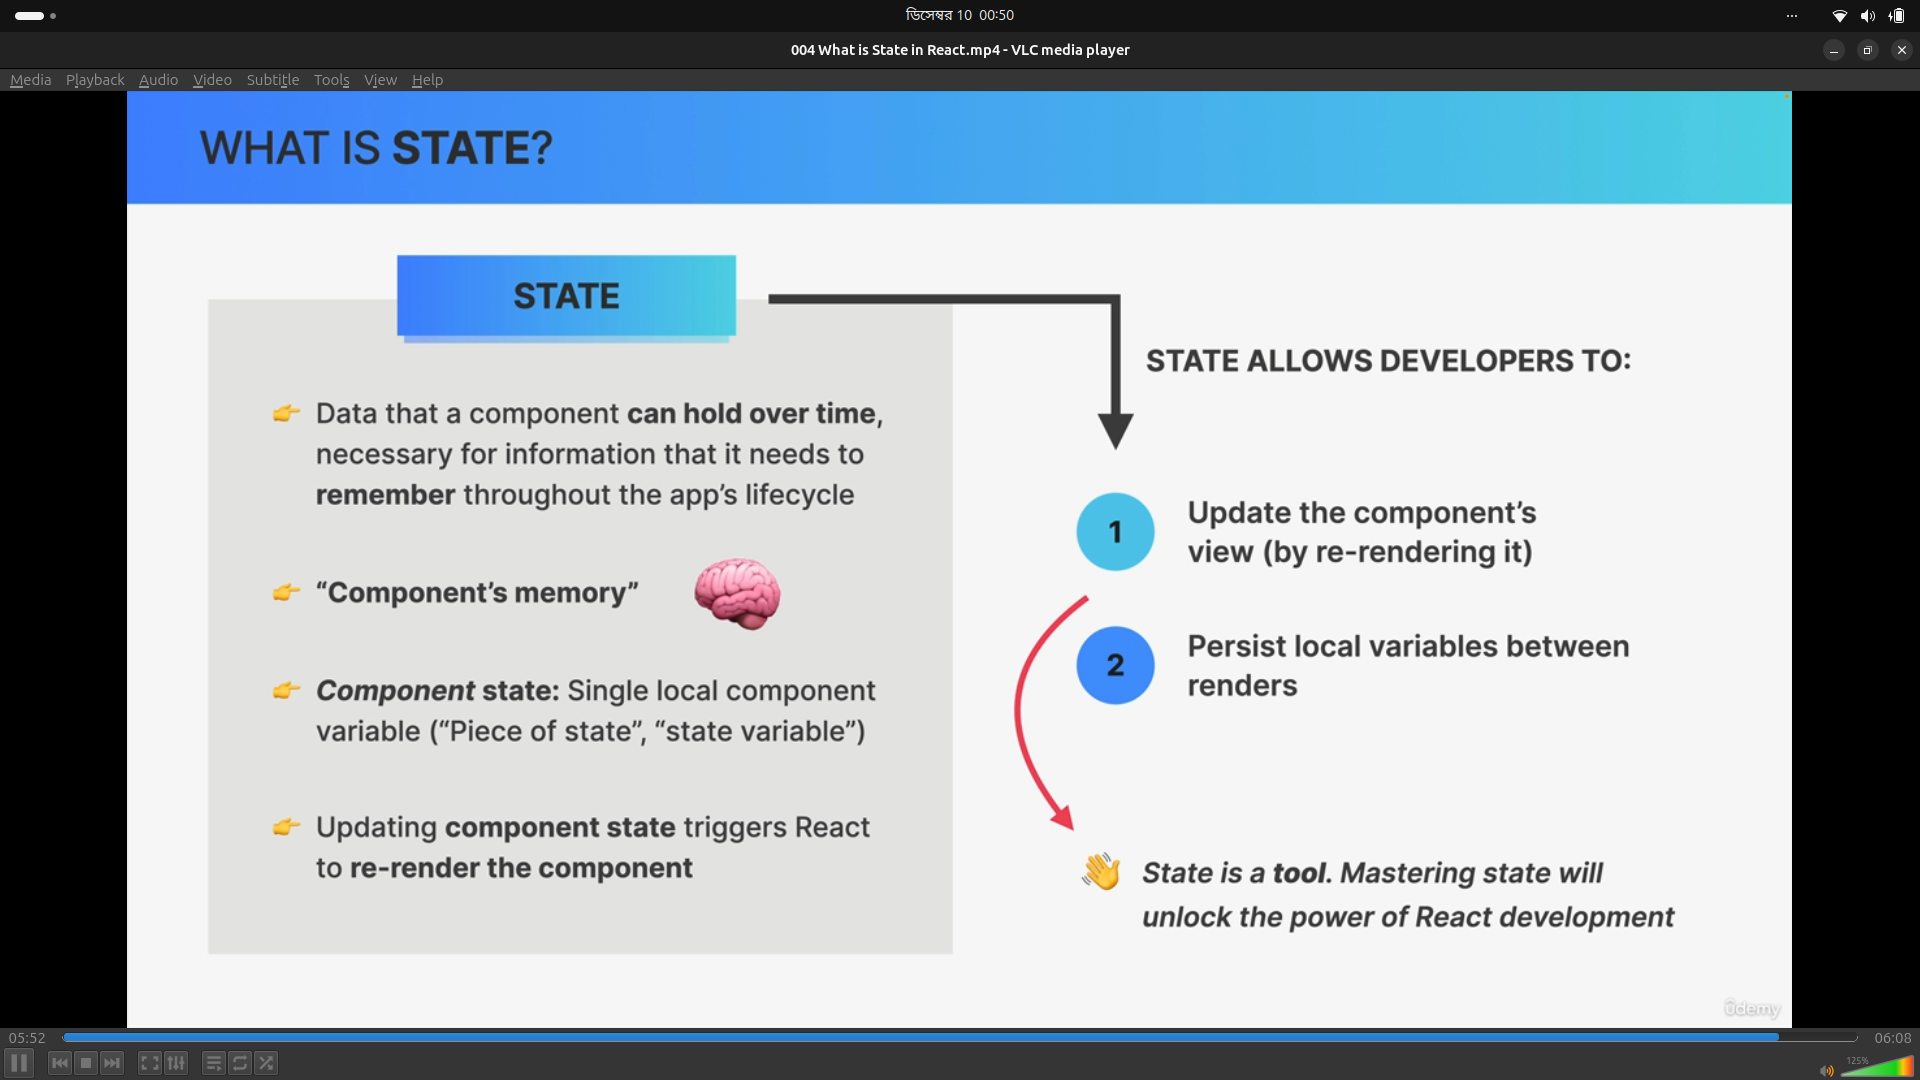 ডিসেম্বর 10 00:50
004 What is State in React.mp4 - VLC media player
Media Playback Audio Video Subtitle Tools View Help
WHAT IS STATE?
STATE
Data that a component can hold over time,
necessary for information that it needs to
remember throughout the app’s lifecycle
“Component’s memory”
Component state: Single local component
variable (“Piece of state”, “state variable”)
Updating component state triggers React
to re-render the component
STATE ALLOWS DEVELOPERS TO:
1
Update the component’s
view (by re-rendering it)
2
Persist local variables between
renders
State is a tool. Mastering state will
unlock the power of React development
ûdemy
05:52
06:08
125%